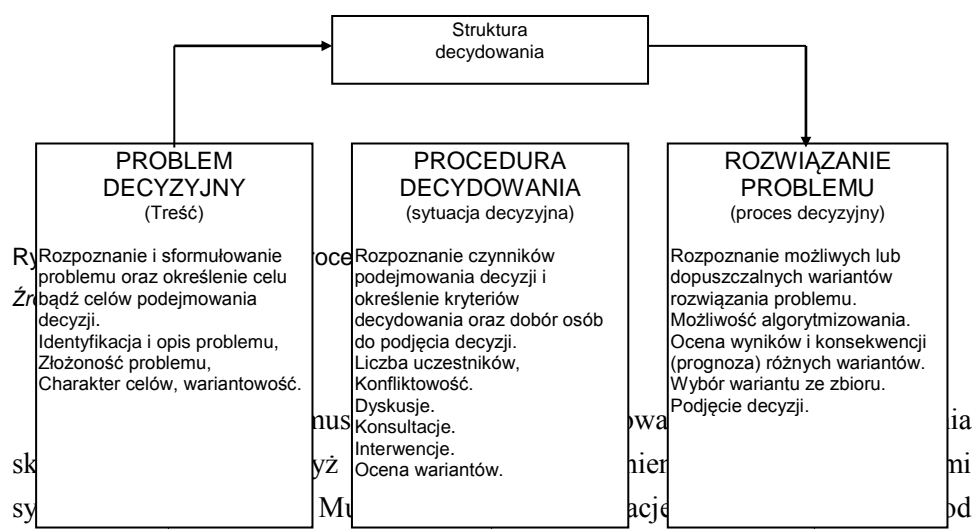 Struktura
decydowania
PROBLEM
DECYZYJNY
(Treść)
Rozpoznanie i sformułowanie
problemu oraz określenie celu
bądź celów podejmowania
decyzji.
Identyfikacja i opis problemu,
Złożoność problemu,
Charakter celów, wariantowość.
PROCEDURA
DECYDOWANIA
(sytuacja decyzyjna)
Rozpoznanie czynników
podejmowania decyzji i
określenie kryteriów
decydowania oraz dobór osób
do podjęcia decyzji.
Liczba uczestników,
Konfliktowość.
Dyskusje.
Konsultacje.
Interwencje.
Ocena wariantów.
ROZWIĄZANIE
PROBLEMU
(proces decyzyjny)
Rozpoznanie możliwych lub
dopuszczalnych wariantów
rozwiązania problemu.
Możliwość algorytmizowania.
Ocena wyników i konsekwencji
(prognoza) różnych wariantów.
Wybór wariantu ze zbioru.
Podjęcie decyzji.